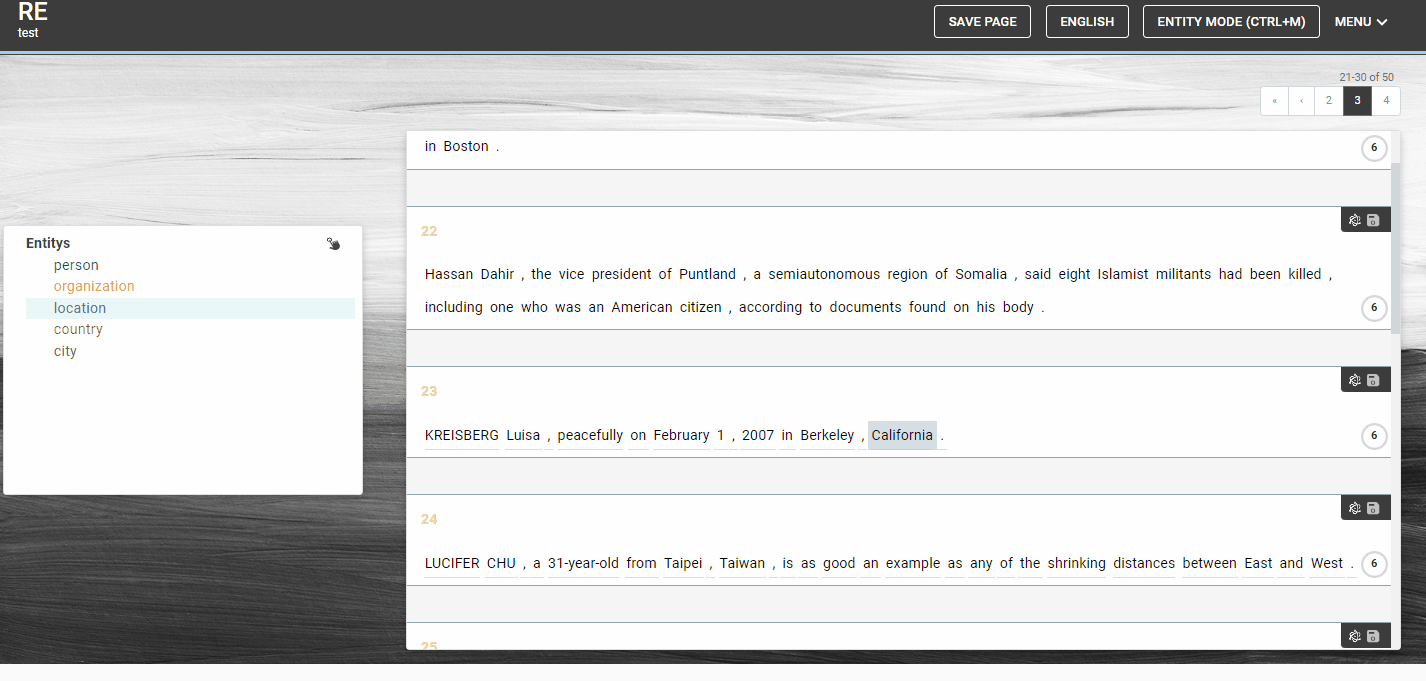 RE
test
SAVE PAGE
ENGLISH
ENTITY MODE (CTRL+M)
MENU
21-30 of 50
« ‹ 2 3 4
Entitys
person
organization
location
country
city
in Boston .
6
22
Hassan Dahir , the vice president of Puntland , a semiautonomous region of Somalia , said eight Islamist militants had been killed ,
including one who was an American citizen , according to documents found on his body .
6
23
KREISBERG Luisa , peacefully on February 1 , 2007 in Berkeley , California .
6
24
LUCIFER CHU , a 31-year-old from Taipei , Taiwan , is as good an example as any of the shrinking distances between East and West .
6
25